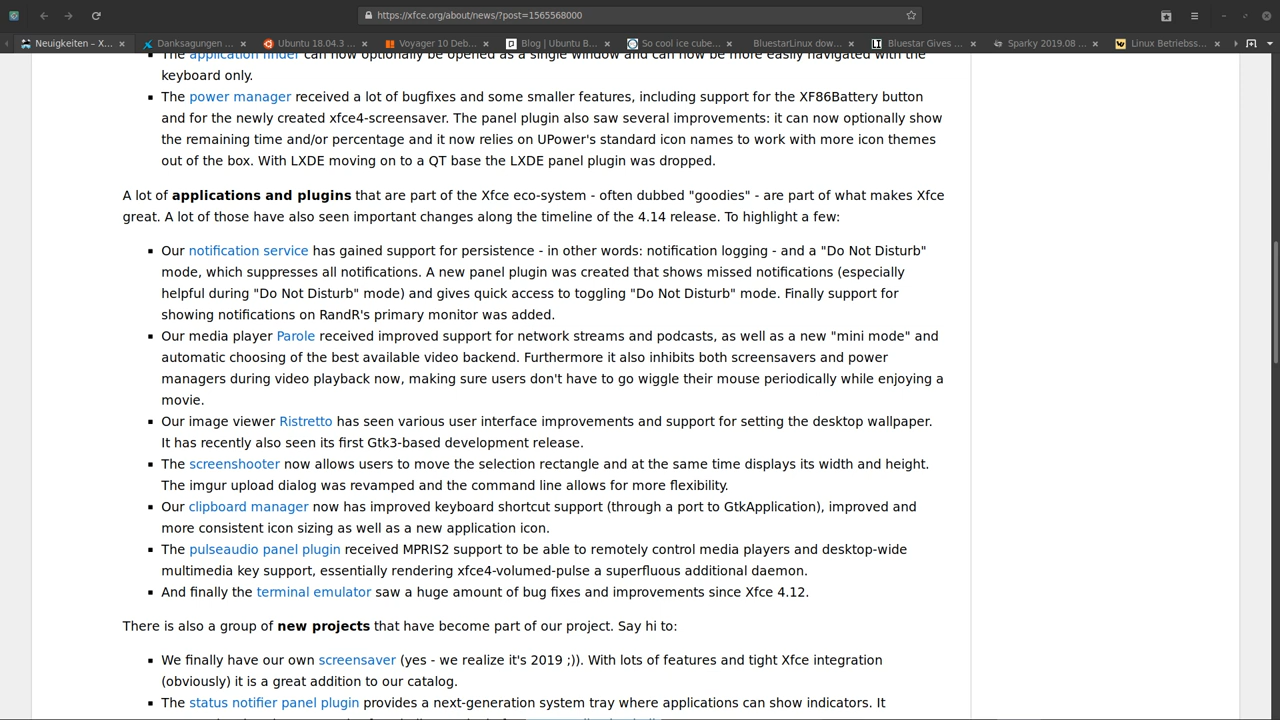 https://xfce.org/about/news/?post=1565568000
Neuigkeiten – X...
Danksagungen ...
Ubuntu 18.04.3 ...
Voyager 10 Deb...
Blog | Ubuntu B...
So cool ice cube...
BluestarLinux dow...
Bluestar Gives ...
Sparky 2019.08 ...
Linux Betriebss...
The application finder can now optionally be opened as a single window and can now be more easily navigated with the
keyboard only.
The power manager received a lot of bugfixes and some smaller features, including support for the XF86Battery button
and for the newly created xfce4-screensaver. The panel plugin also saw several improvements: it can now optionally show
the remaining time and/or percentage and it now relies on UPower's standard icon names to work with more icon themes
out of the box. With LXDE moving on to a QT base the LXDE panel plugin was dropped.
A lot of applications and plugins that are part of the Xfce eco-system - often dubbed "goodies" - are part of what makes Xfce
great. A lot of those have also seen important changes along the timeline of the 4.14 release. To highlight a few:
Our notification service has gained support for persistence - in other words: notification logging - and a "Do Not Disturb"
mode, which suppresses all notifications. A new panel plugin was created that shows missed notifications (especially
helpful during "Do Not Disturb" mode) and gives quick access to toggling "Do Not Disturb" mode. Finally support for
showing notifications on RandR's primary monitor was added.
Our media player Parole received improved support for network streams and podcasts, as well as a new "mini mode" and
automatic choosing of the best available video backend. Furthermore it also inhibits both screensavers and power
managers during video playback now, making sure users don't have to go wiggle their mouse periodically while enjoying a
movie.
Our image viewer Ristretto has seen various user interface improvements and support for setting the desktop wallpaper.
It has recently also seen its first Gtk3-based development release.
The screenshooter now allows users to move the selection rectangle and at the same time displays its width and height.
The imgur upload dialog was revamped and the command line allows for more flexibility.
Our clipboard manager now has improved keyboard shortcut support (through a port to GtkApplication), improved and
more consistent icon sizing as well as a new application icon.
The pulseaudio panel plugin received MPRIS2 support to be able to remotely control media players and desktop-wide
multimedia key support, essentially rendering xfce4-volumed-pulse a superfluous additional daemon.
And finally the terminal emulator saw a huge amount of bug fixes and improvements since Xfce 4.12.
There is also a group of new projects that have become part of our project. Say hi to:
We finally have our own screensaver (yes - we realize it's 2019 ;)). With lots of features and tight Xfce integration
(obviously) it is a great addition to our catalog.
The status notifier panel plugin provides a next-generation system tray where applications can show indicators. It